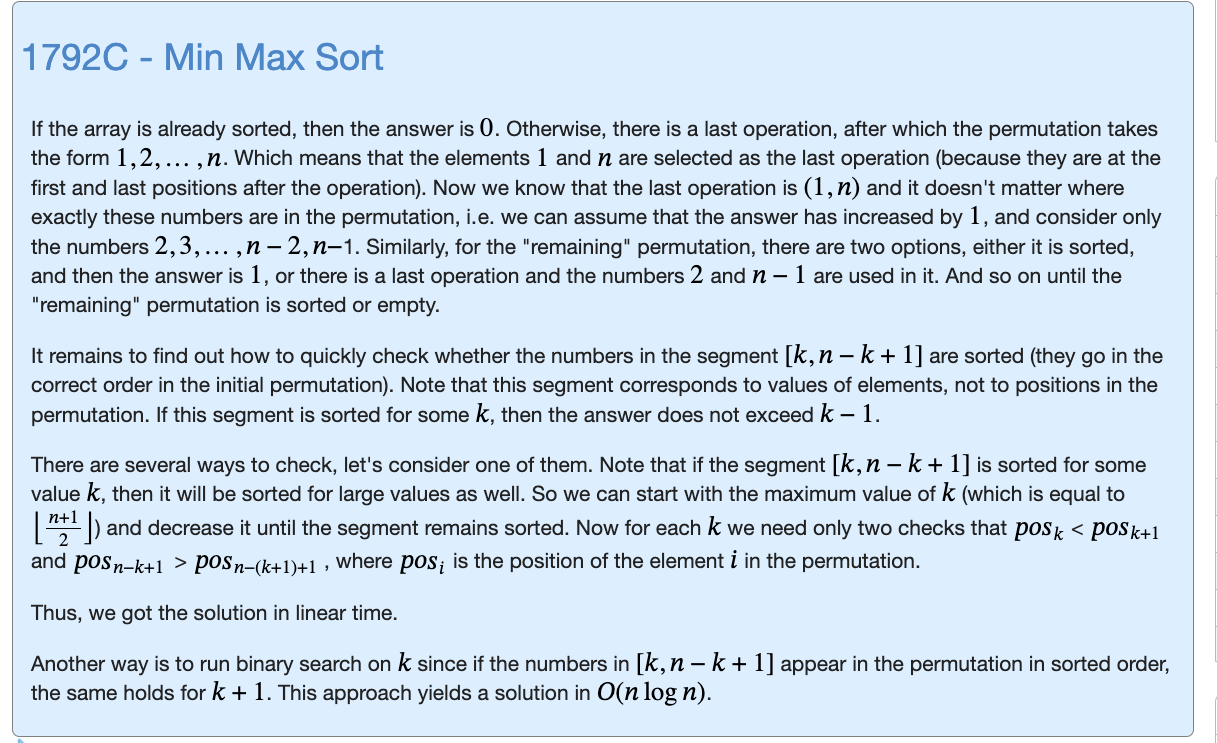 1792C - Min Max Sort
If the array is already sorted, then the answer is 0. Otherwise, there is a last operation, after which the permutation takes
the form 1, 2, … , n. Which means that the elements 1 and n are selected as the last operation (because they are at the
first and last positions after the operation). Now we know that the last operation is (1, n) and it doesn't matter where
exactly these numbers are in the permutation, i.e. we can assume that the answer has increased by 1, and consider only
the numbers 2, 3, … , n − 2, n−1. Similarly, for the "remaining" permutation, there are two options, either it is sorted,
and then the answer is 1, or there is a last operation and the numbers 2 and n − 1 are used in it. And so on until the
"remaining" permutation is sorted or empty.
It remains to find out how to quickly check whether the numbers in the segment [k, n − k + 1] are sorted (they go in the
correct order in the initial permutation). Note that this segment corresponds to values of elements, not to positions in the
permutation. If this segment is sorted for some k, then the answer does not exceed k − 1.
There are several ways to check, let's consider one of them. Note that if the segment [k, n − k + 1] is sorted for some
value k, then it will be sorted for large values as well. So we can start with the maximum value of k (which is equal to
⌊(n+1)/2⌋) and decrease it until the segment remains sorted. Now for each k we need only two checks that pos_k < pos_{k+1}
and pos_{n−k+1} > pos_{n−(k+1)+1} , where pos_i is the position of the element i in the permutation.
Thus, we got the solution in linear time.
Another way is to run binary search on k since if the numbers in [k, n − k + 1] appear in the permutation in sorted order,
the same holds for k + 1. This approach yields a solution in O(n log n).